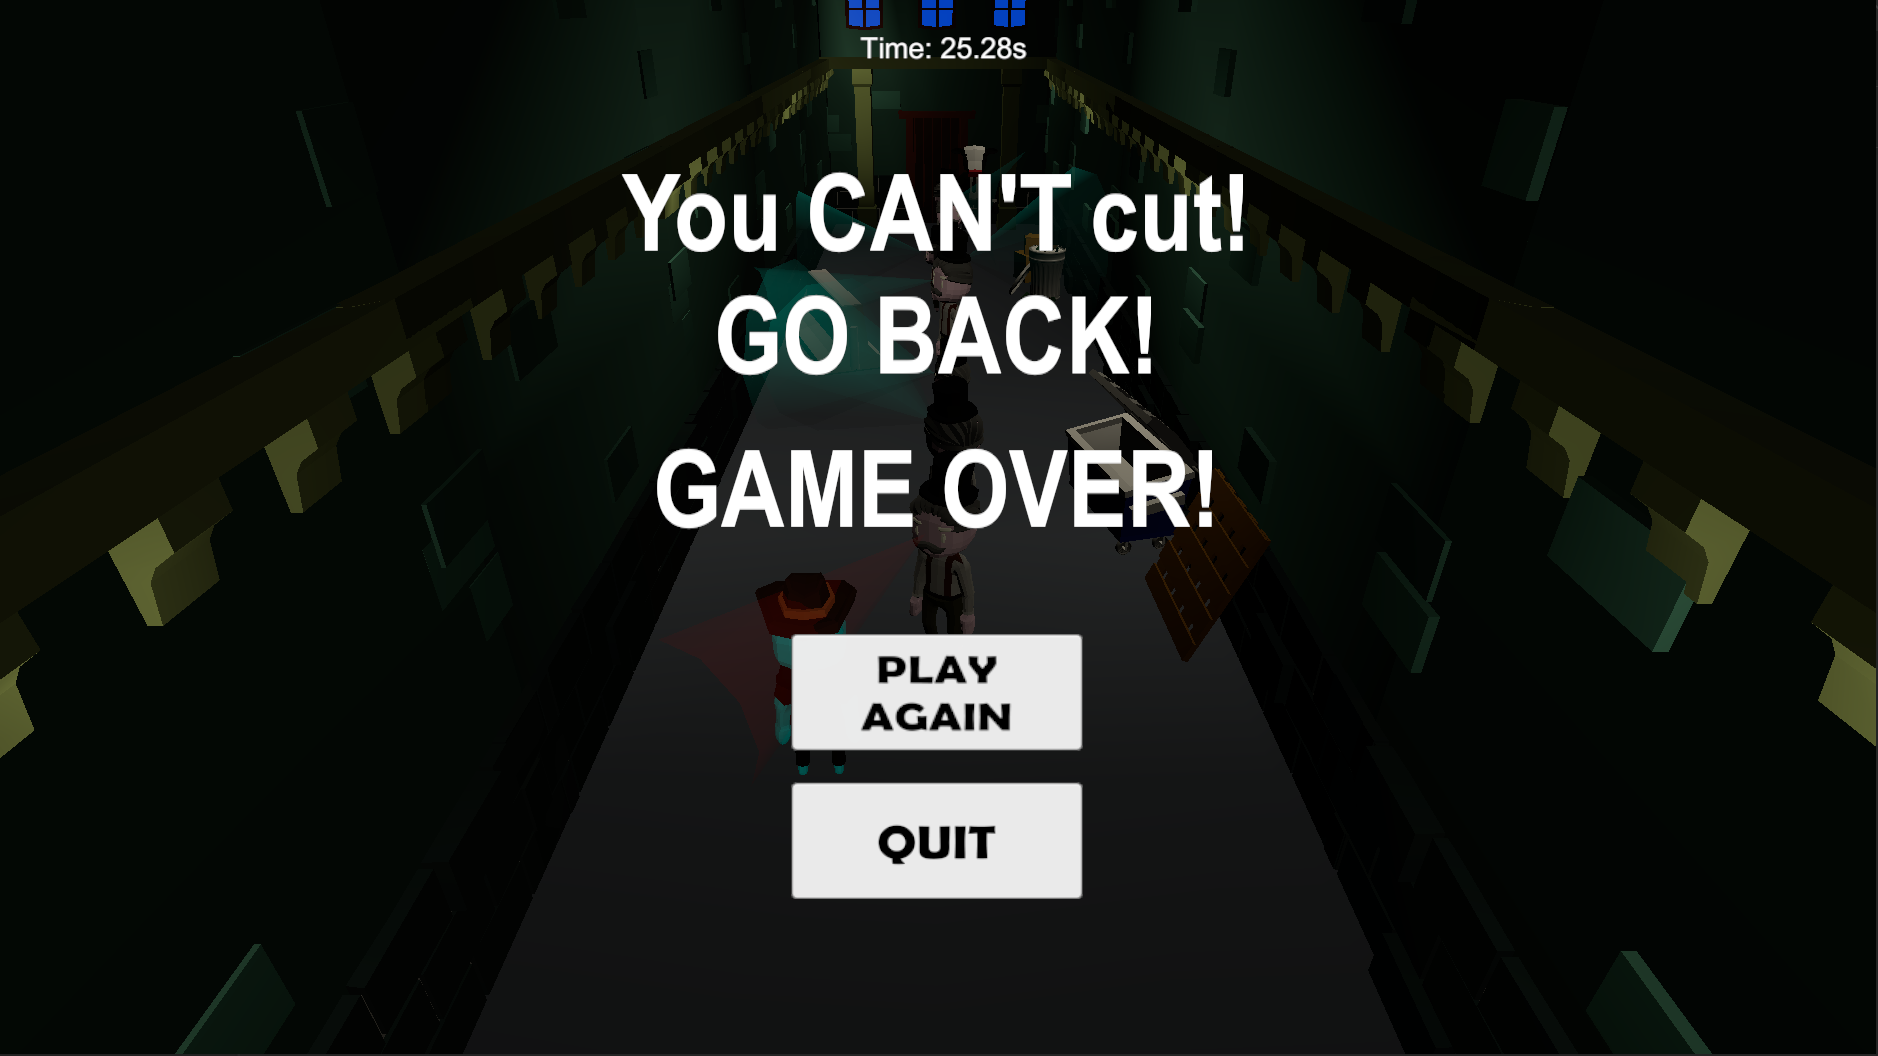 Time: 25.28s
You CAN'T cut!
GO BACK!
GAME OVER!
PLAY
AGAIN
QUIT